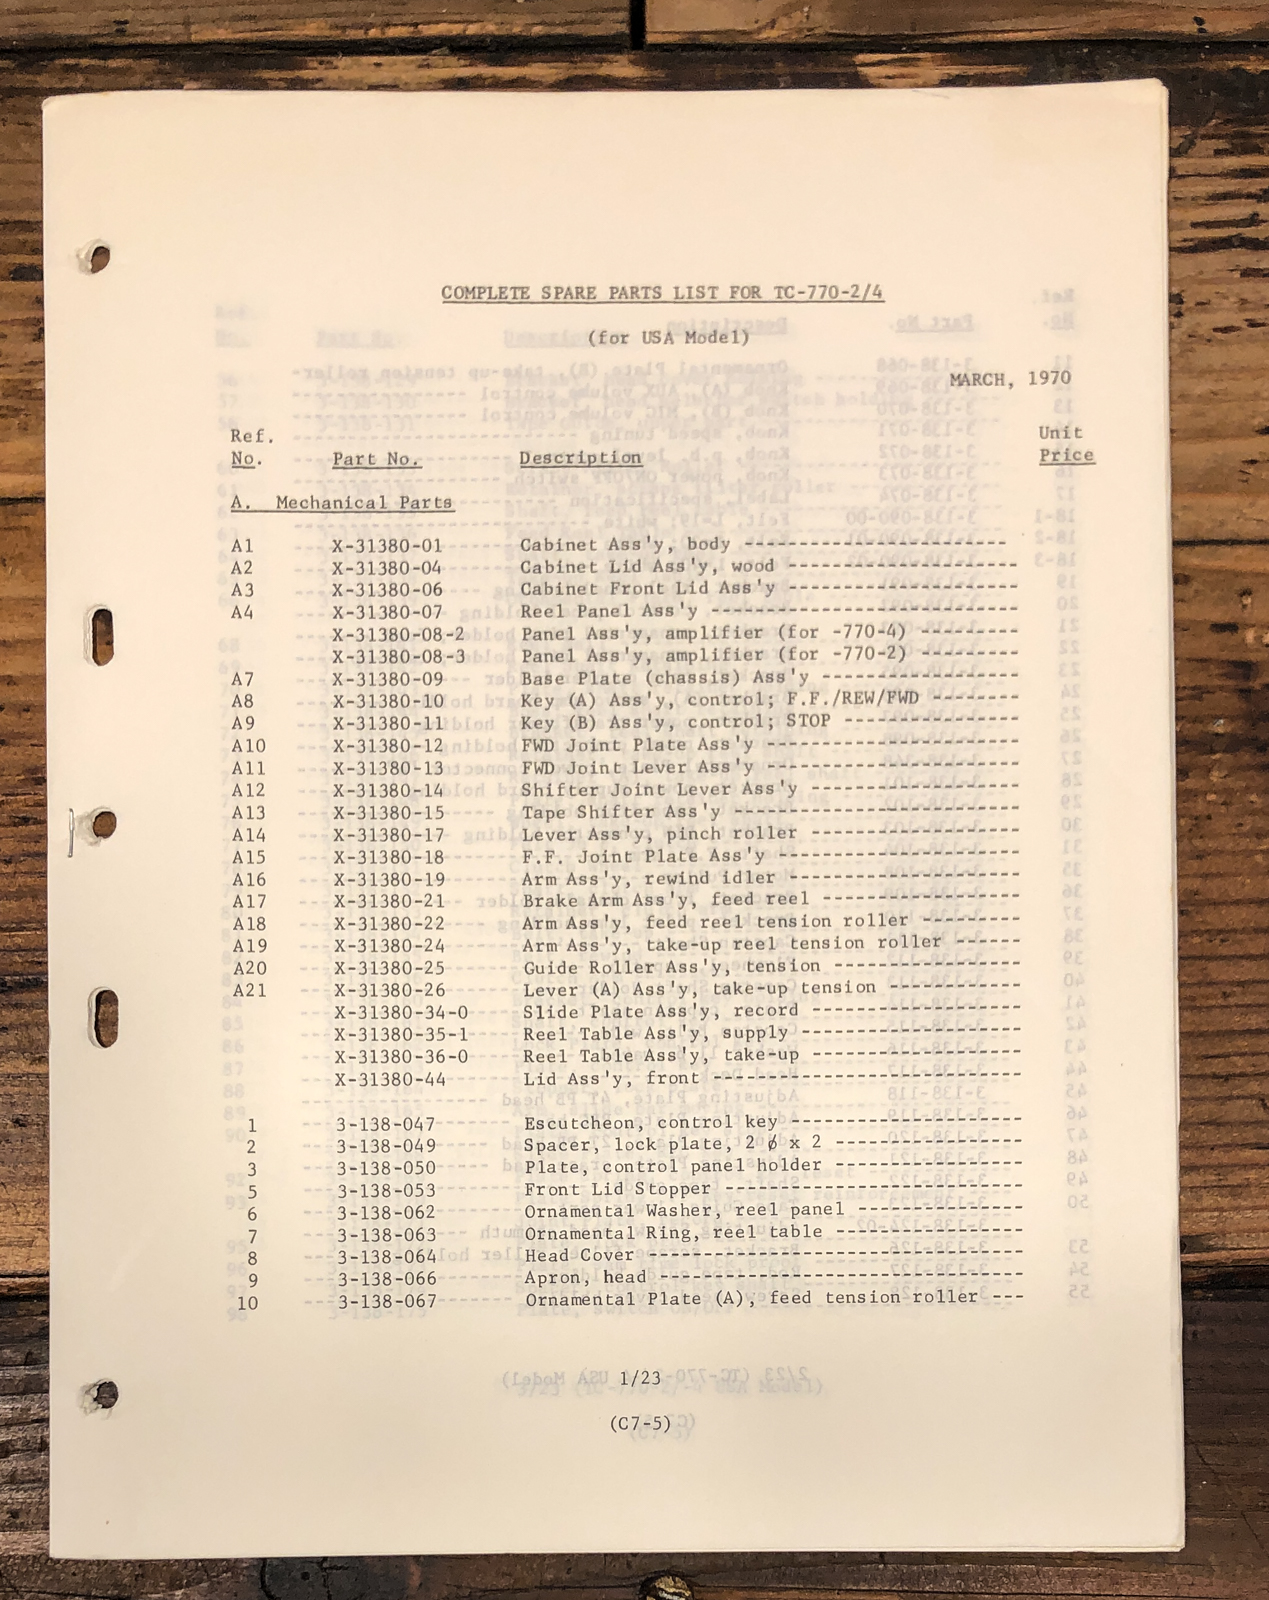 COMPLETE SPARE PARTS LIST FOR TC-770-2/4
(for USA Model)
MARCH, 1970
Ref. Unit
No. Part No. Description Price
A. Mechanical Parts
A1 X-31380-01 Cabinet Ass'y, body ------------------------
A2 X-31380-04 Cabinet Lid Ass'y, wood ---------------------
A3 X-31380-06 Cabinet Front Lid Ass'y ---------------------
A4 X-31380-07 Reel Panel Ass'y ----------------------------
X-31380-08-2 Panel Ass'y, amplifier (for -770-4) ---------
X-31380-08-3 Panel Ass'y, amplifier (for -770-2) ---------
A7 X-31380-09 Base Plate (chassis) Ass'y ------------------
A8 X-31380-10 Key (A) Ass'y, control; F.F./REW/FWD --------
A9 X-31380-11 Key (B) Ass'y, control; STOP ----------------
A10 X-31380-12 FWD Joint Plate Ass'y -----------------------
A11 X-31380-13 FWD Joint Lever Ass'y -----------------------
A12 X-31380-14 Shifter Joint Lever Ass'y -------------------
A13 X-31380-15 Tape Shifter Ass'y --------------------------
A14 X-31380-17 Lever Ass'y, pinch roller -------------------
A15 X-31380-18 F.F. Joint Plate Ass'y ----------------------
A16 X-31380-19 Arm Ass'y, rewind idler ---------------------
A17 X-31380-21 Brake Arm Ass'y, feed reel ------------------
A18 X-31380-22 Arm Ass'y, feed reel tension roller ---------
A19 X-31380-24 Arm Ass'y, take-up reel tension roller ------
A20 X-31380-25 Guide Roller Ass'y, tension -----------------
A21 X-31380-26 Lever (A) Ass'y, take-up tension ------------
X-31380-34-0 Slide Plate Ass'y, record -------------------
X-31380-35-1 Reel Table Ass'y, supply --------------------
X-31380-36-0 Reel Table Ass'y, take-up -------------------
X-31380-44 Lid Ass'y, front ----------------------------
1 3-138-047 Escutcheon, control key ---------------------
2 3-138-049 Spacer, lock plate, 2 ∅ x 2 -----------------
3 3-138-050 Plate, control panel holder -----------------
5 3-138-053 Front Lid Stopper ---------------------------
6 3-138-062 Ornamental Washer, reel panel ---------------
7 3-138-063 Ornamental Ring, reel table -----------------
8 3-138-064 Head Cover ----------------------------------
9 3-138-066 Apron, head ---------------------------------
10 3-138-067 Ornamental Plate (A), feed tension roller ---
1/23
(C7-5)